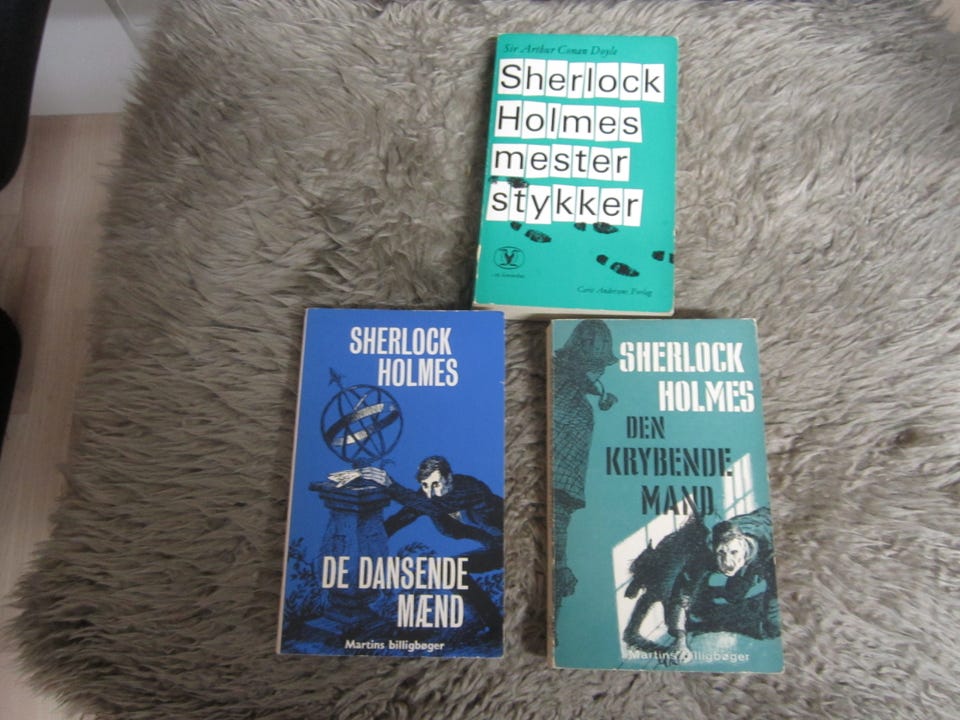 Sir Arthur Conan Doyle
Sherlock
Holmes
mester
stykker
Carit Andersens Forlag
SHERLOCK
HOLMES
DE DANSENDE
MÆND
Martins billigbøger
SHERLOCK
HOLMES
DEN
KRYBENDE
MAND
Martins billigbøger